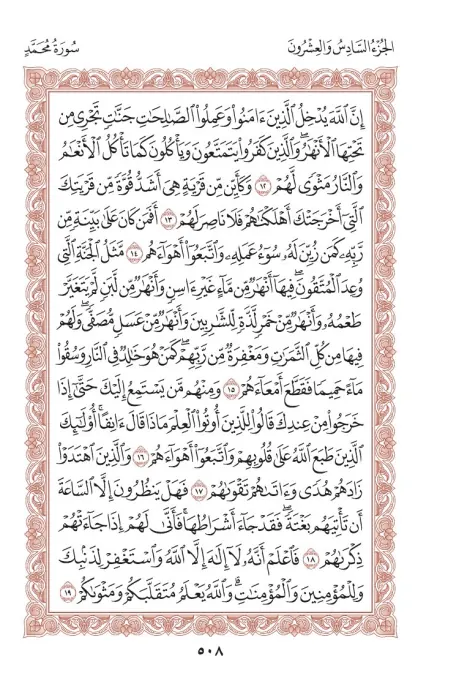 الجُزْءُ السَّادِسُ وَالعِشْرُونَ
سُورَةُ مُحَمَّدٍ
إِنَّ ٱللَّهَ يُدْخِلُ ٱلَّذِينَ ءَامَنُوا۟ وَعَمِلُوا۟ ٱلصَّـٰلِحَـٰتِ جَنَّـٰتٍ تَجْرِى مِن
تَحْتِهَا ٱلْأَنْهَـٰرُ ۖ وَٱلَّذِينَ كَفَرُوا۟ يَتَمَتَّعُونَ وَيَأْكُلُونَ كَمَا تَأْكُلُ ٱلْأَنْعَـٰمُ
وَٱلنَّارُ مَثْوًى لَّهُمْ ١٢ وَكَأَيِّن مِّن قَرْيَةٍ هِىَ أَشَدُّ قُوَّةً مِّن قَرْيَتِكَ
ٱلَّتِىٓ أَخْرَجَتْكَ أَهْلَكْنَـٰهُمْ فَلَا نَاصِرَ لَهُمْ ١٣ أَفَمَن كَانَ عَلَىٰ بَيِّنَةٍ مِّن
رَّبِّهِۦ كَمَن زُيِّنَ لَهُۥ سُوٓءُ عَمَلِهِۦ وَٱتَّبَعُوٓا۟ أَهْوَآءَهُم ١٤ مَّثَلُ ٱلْجَنَّةِ ٱلَّتِى
وُعِدَ ٱلْمُتَّقُونَ ۖ فِيهَآ أَنْهَـٰرٌ مِّن مَّآءٍ غَيْرِ ءَاسِنٍ وَأَنْهَـٰرٌ مِّن لَّبَنٍ لَّمْ يَتَغَيَّرْ
طَعْمُهُۥ وَأَنْهَـٰرٌ مِّنْ خَمْرٍ لَّذَّةٍ لِّلشَّـٰرِبِينَ وَأَنْهَـٰرٌ مِّنْ عَسَلٍ مُّصَفًّى ۖ وَلَهُمْ
فِيهَا مِن كُلِّ ٱلثَّمَرَٰتِ وَمَغْفِرَةٌ مِّن رَّبِّهِمْ ۖ كَمَنْ هُوَ خَـٰلِدٌ فِى ٱلنَّارِ وَسُقُوا۟
مَآءً حَمِيمًا فَقَطَّعَ أَمْعَآءَهُمْ ١٥ وَمِنْهُم مَّن يَسْتَمِعُ إِلَيْكَ حَتَّىٰٓ إِذَا
خَرَجُوا۟ مِنْ عِندِكَ قَالُوا۟ لِلَّذِينَ أُوتُوا۟ ٱلْعِلْمَ مَاذَا قَالَ ءَانِفًا ۚ أُو۟لَـٰٓئِكَ
ٱلَّذِينَ طَبَعَ ٱللَّهُ عَلَىٰ قُلُوبِهِمْ وَٱتَّبَعُوٓا۟ أَهْوَآءَهُمْ ١٦ وَٱلَّذِينَ ٱهْتَدَوْا۟
زَادَهُمْ هُدًى وَءَاتَىٰهُمْ تَقْوَىٰهُمْ ١٧ فَهَلْ يَنظُرُونَ إِلَّا ٱلسَّاعَةَ
أَن تَأْتِيَهُم بَغْتَةً ۖ فَقَدْ جَآءَ أَشْرَاطُهَا ۚ فَأَنَّىٰ لَهُمْ إِذَا جَآءَتْهُمْ
ذِكْرَىٰهُمْ ١٨ فَٱعْلَمْ أَنَّهُۥ لَآ إِلَـٰهَ إِلَّا ٱللَّهُ وَٱسْتَغْفِرْ لِذَنۢبِكَ
وَلِلْمُؤْمِنِينَ وَٱلْمُؤْمِنَـٰتِ ۗ وَٱللَّهُ يَعْلَمُ مُتَقَلَّبَكُمْ وَمَثْوَىٰكُمْ ١٩
٥٠٨